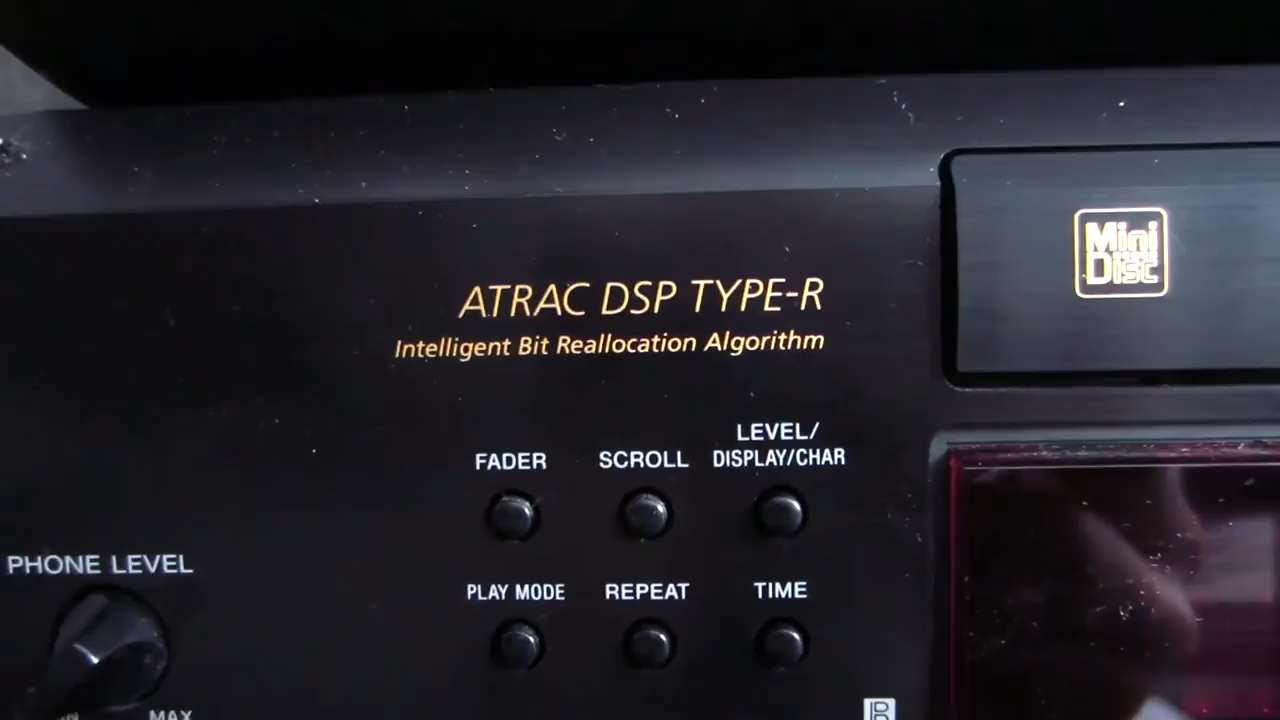 Mini
Disc
ATRAC DSP TYPE-R
Intelligent Bit Reallocation Algorithm
LEVEL/
FADER SCROLL DISPLAY/CHAR
PHONE LEVEL
PLAY MODE REPEAT TIME
MAX